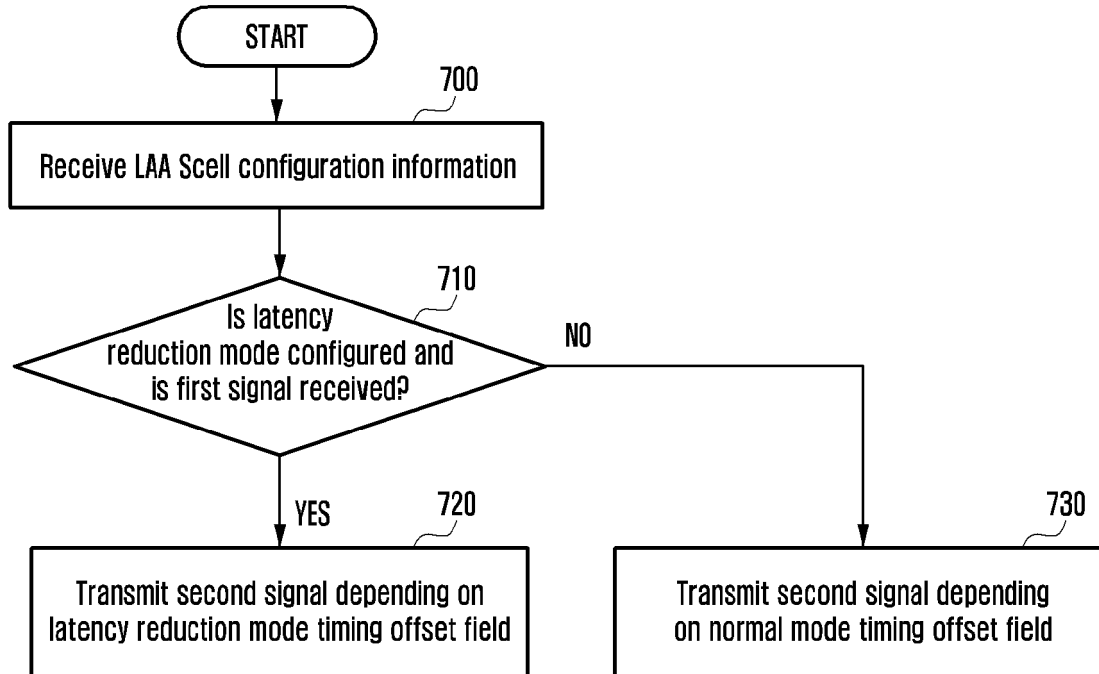 START
700
Receive LAA Scell configuration information
710
Is latency
reduction mode configured and
is first signal received?
NO
YES
720
Transmit second signal depending on
latency reduction mode timing offset field
730
Transmit second signal depending
on normal mode timing offset field